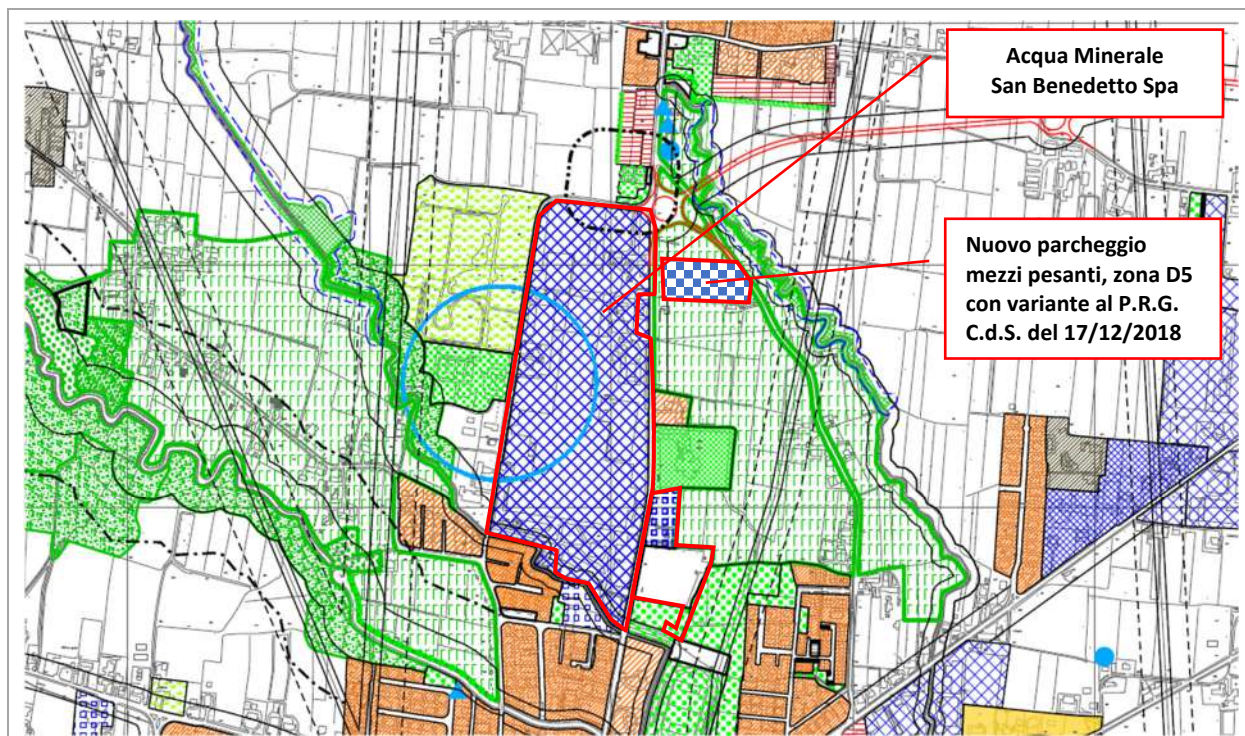 Acqua Minerale
San Benedetto Spa
Nuovo parcheggio
mezzi pesanti, zona D5
con variante al P.R.G.
C.d.S. del 17/12/2018